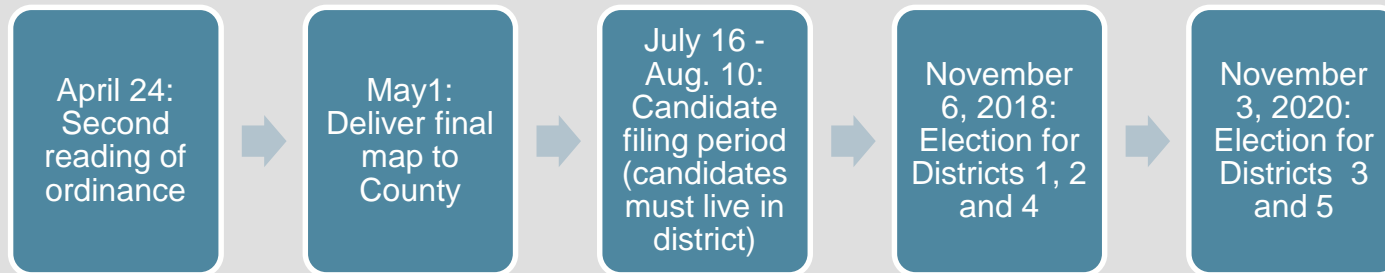 April 24:
Second
reading of
ordinance
May1:
Deliver final
map to
County
July 16 -
Aug. 10:
Candidate
filing period
(candidates
must live in
district)
November
6, 2018:
Election for
Districts 1, 2
and 4
November
3, 2020:
Election for
Districts 3
and 5